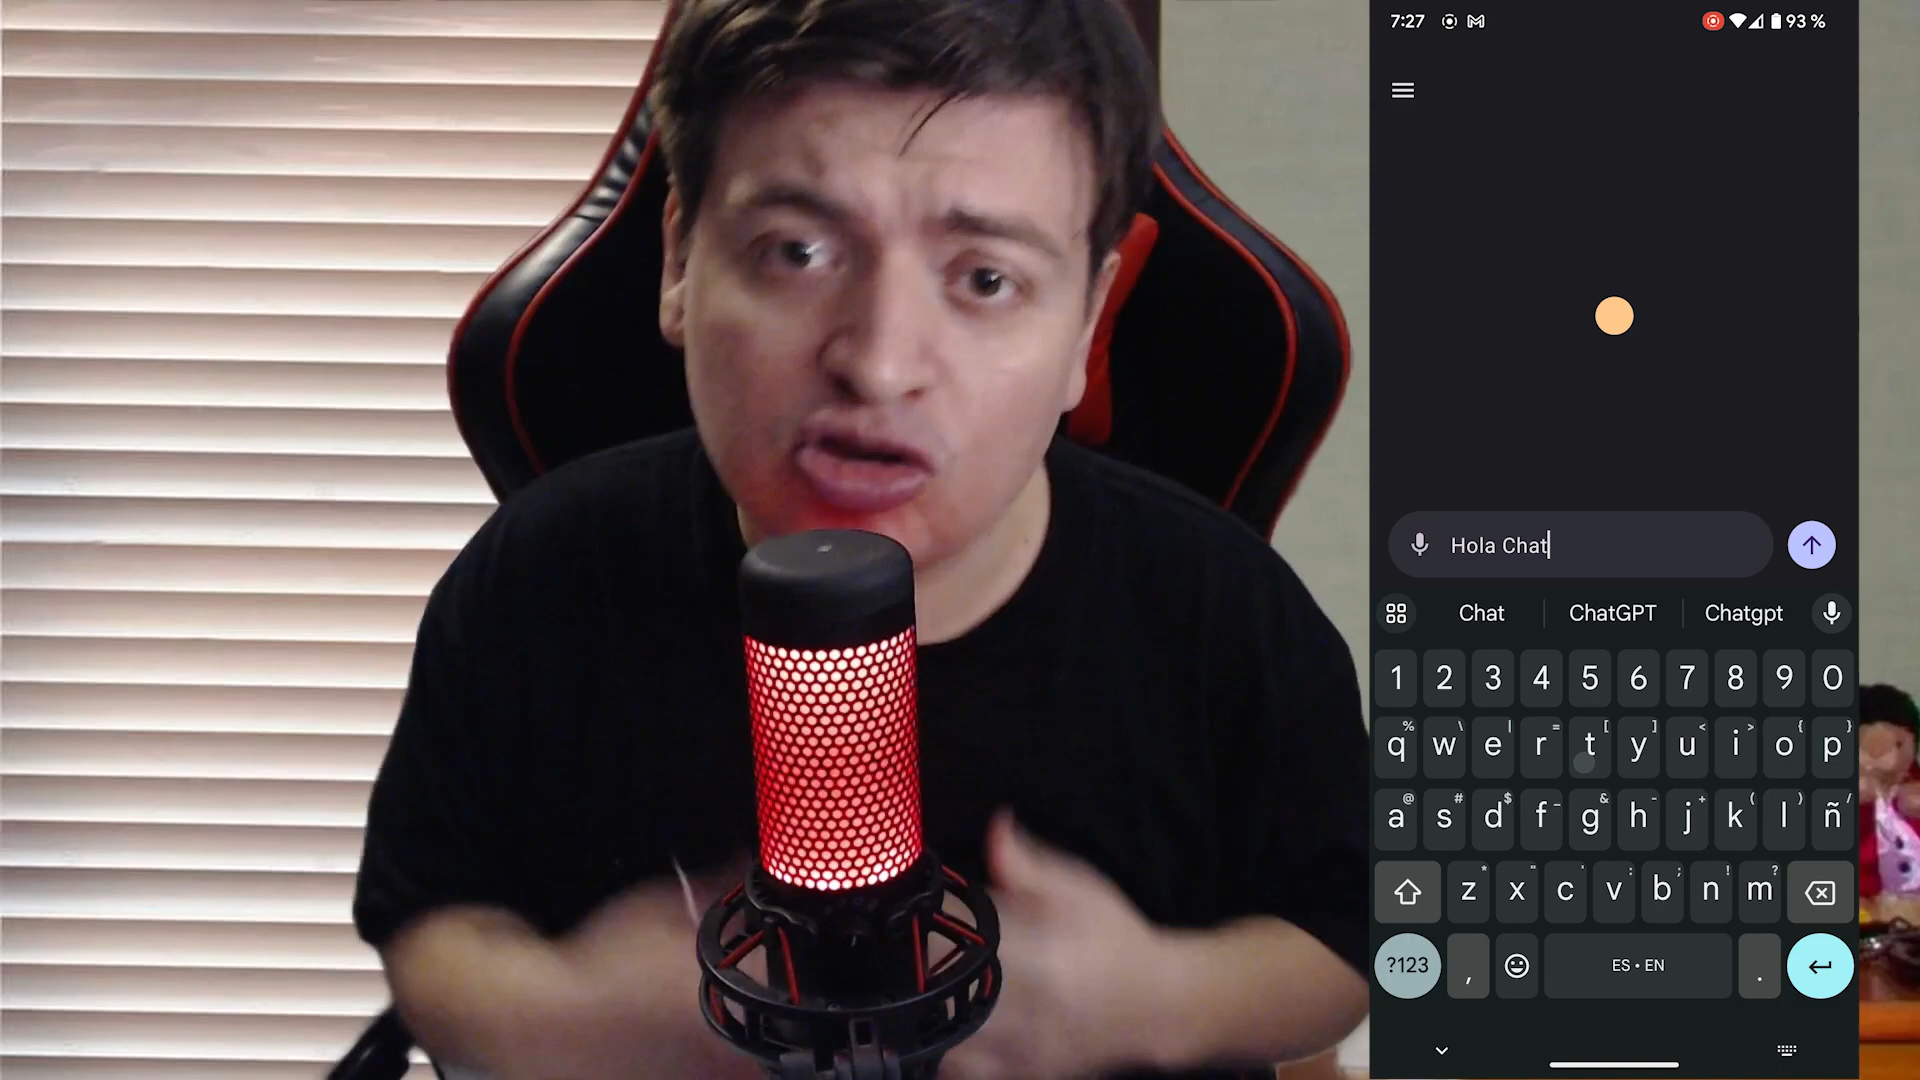 7:27 93 %
Hola Chat
Chat ChatGPT Chatgpt
1 2 3 4 5 6 7 8 9 0
% \ | = [ ] < > { }
q w e r t y u i o p
@ # $ _ & - + ( ) /
a s d f g h j k l ñ
* " ' : ; ! ?
z x c v b n m
?123 , ES • EN .